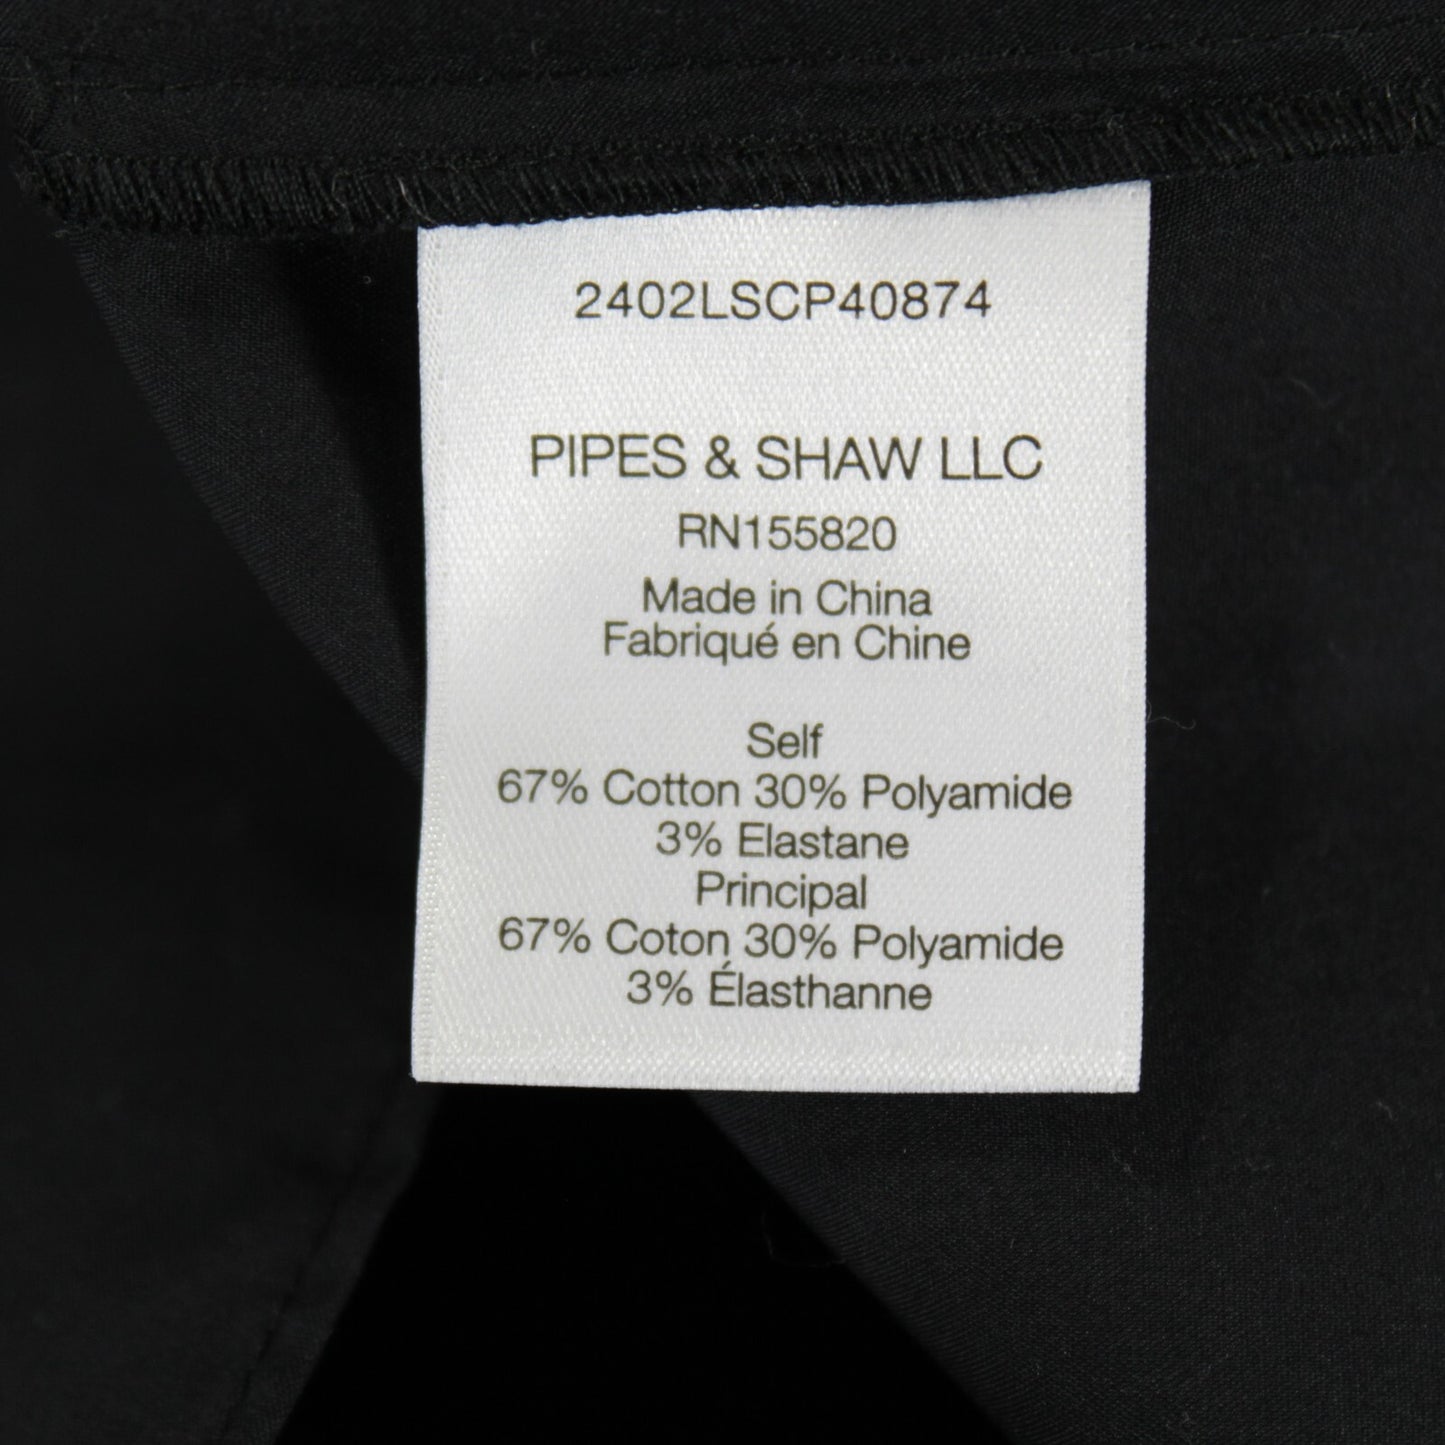 2402LSCP40874
PIPES & SHAW LLC
RN155820
Made in China
Fabriqué en Chine
Self
67% Cotton 30% Polyamide
3% Elastane
Principal
67% Coton 30% Polyamide
3% Élasthanne